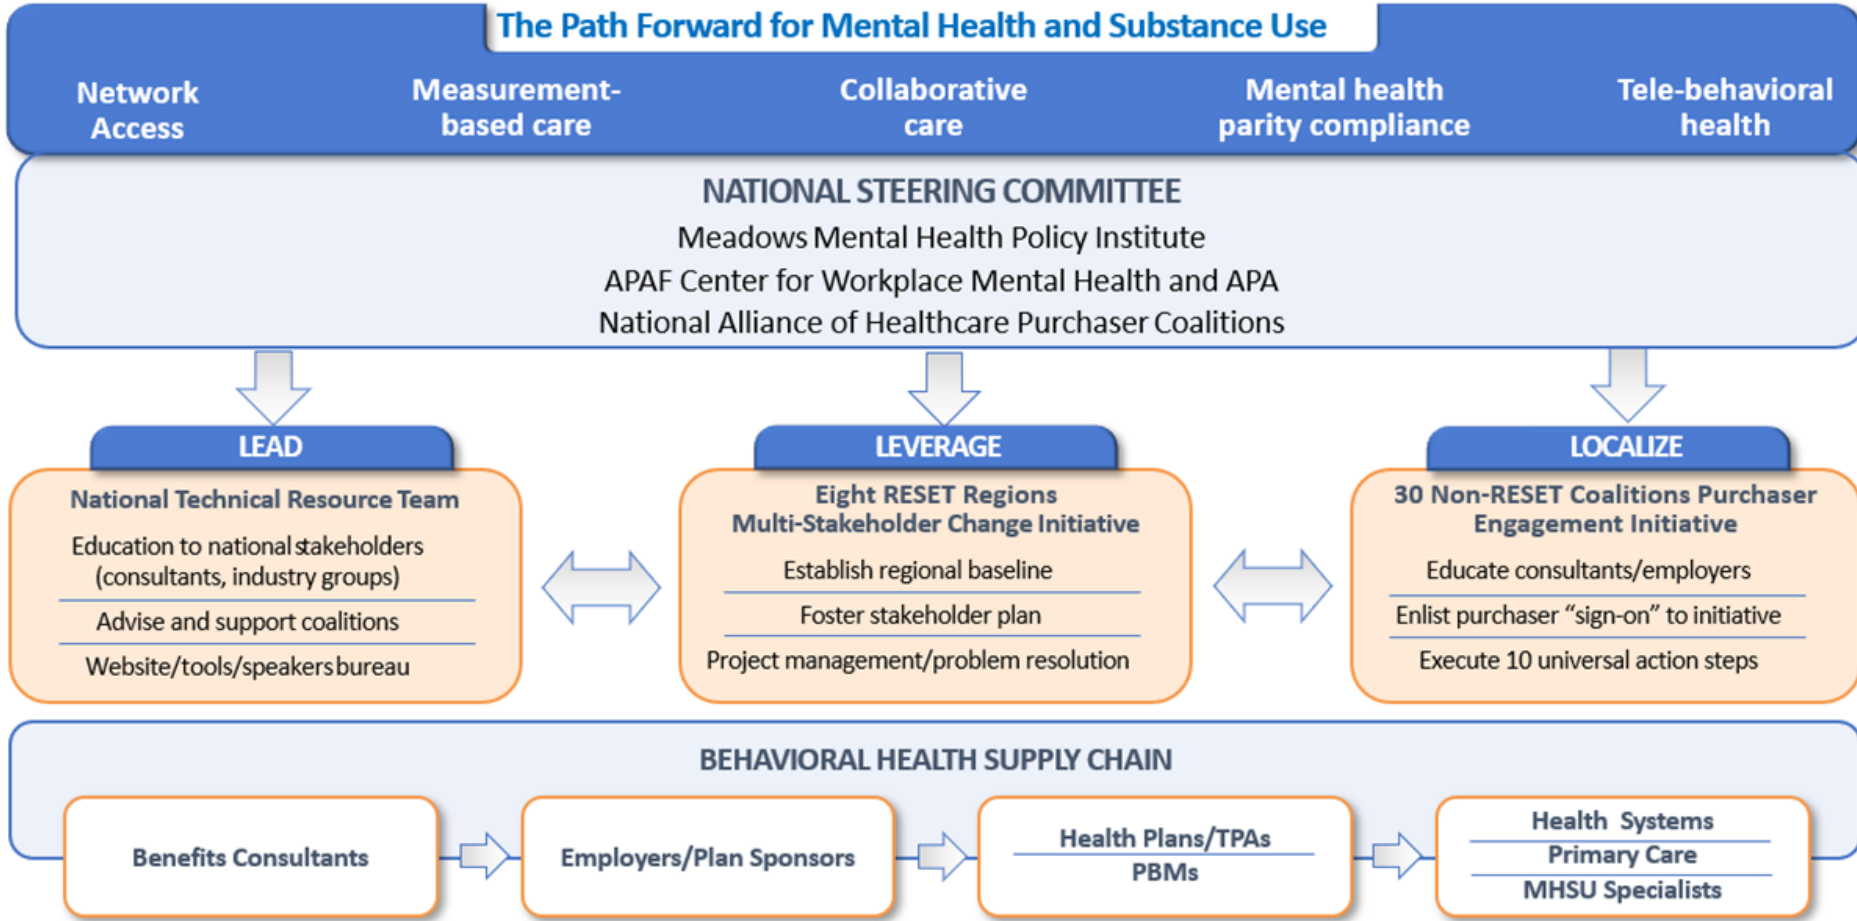 The Path Forward for Mental Health and Substance Use
Network
Access
Measurement-
based care
Collaborative
care
Mental health
parity compliance
Tele-behavioral
health
NATIONAL STEERING COMMITTEE
Meadows Mental Health Policy Institute
APAF Center for Workplace Mental Health and APA
National Alliance of Healthcare Purchaser Coalitions
LEAD
National Technical Resource Team
Education to national stakeholders
(consultants, industry groups)
Advise and support coalitions
Website/tools/speakers bureau
LEVERAGE
Eight RESET Regions
Multi-Stakeholder Change Initiative
Establish regional baseline
Foster stakeholder plan
Project management/problem resolution
LOCALIZE
30 Non-RESET Coalitions Purchaser
Engagement Initiative
Educate consultants/employers
Enlist purchaser “sign-on” to initiative
Execute 10 universal action steps
BEHAVIORAL HEALTH SUPPLY CHAIN
Benefits Consultants
Employers/Plan Sponsors
Health Plans/TPAs
PBMs
Health Systems
Primary Care
MHSU Specialists